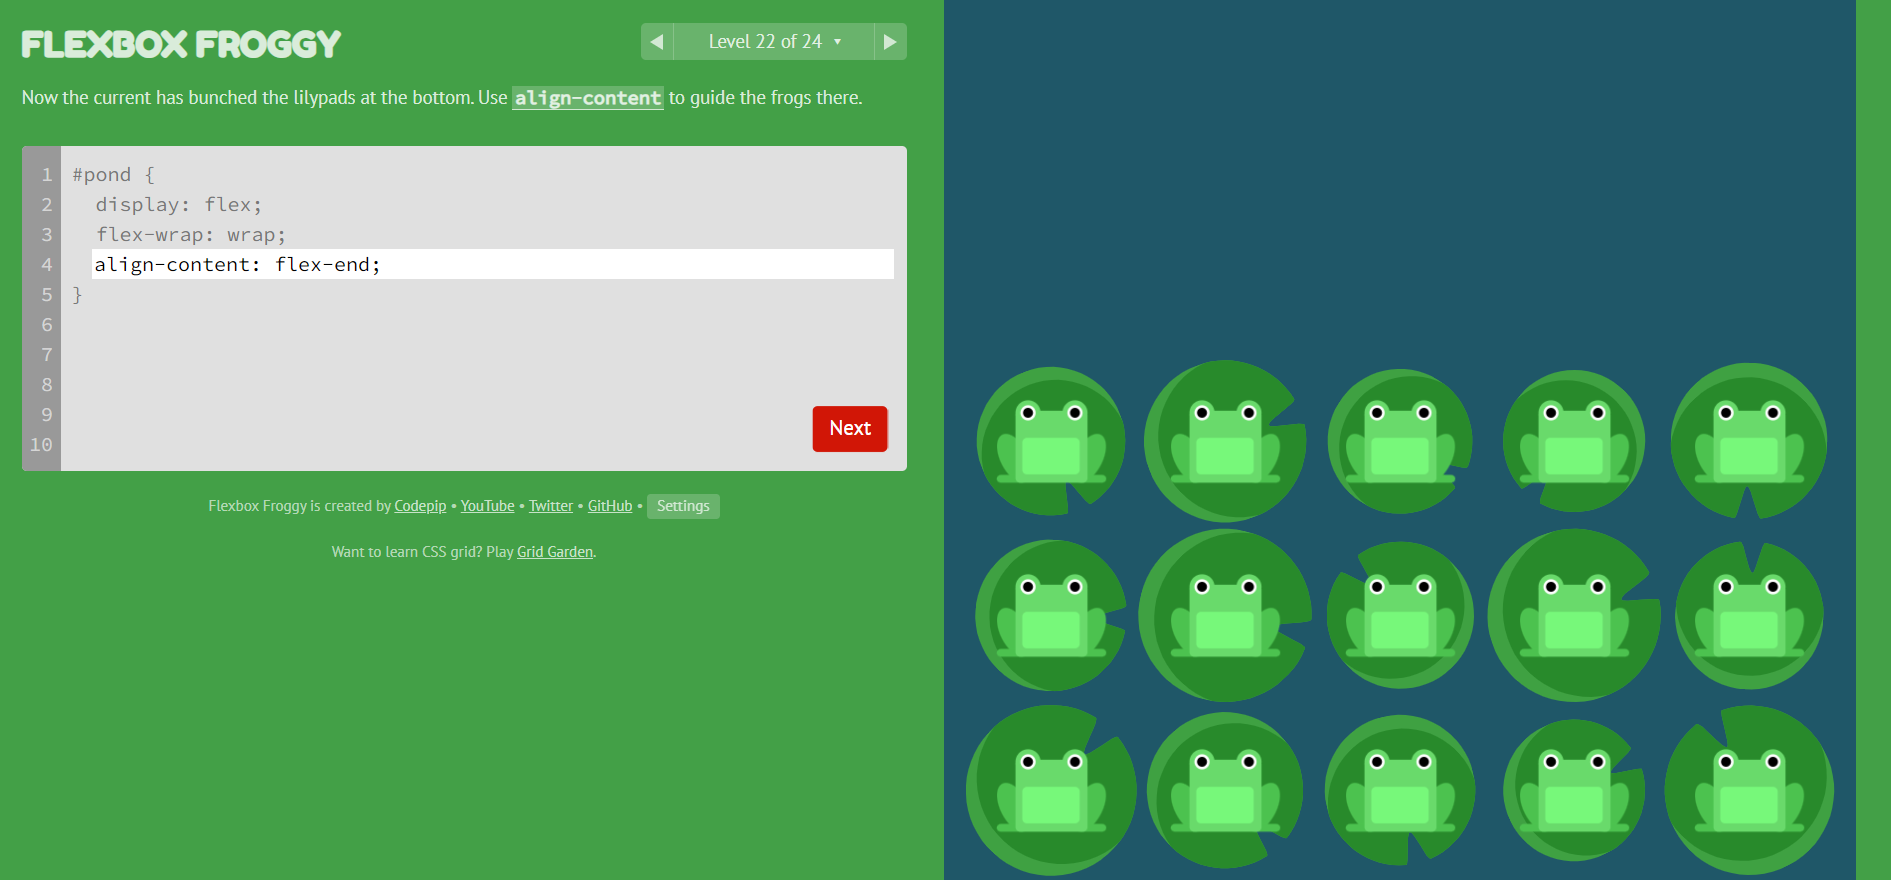 FLEXBOX FROGGY
◀ Level 22 of 24 ▼ ▶
Now the current has bunched the lilypads at the bottom. Use align-content to guide the frogs there.
1 #pond {
2 display: flex;
3 flex-wrap: wrap;
4 align-content: flex-end;
5 }
6
7
8
9
10
Next
Flexbox Froggy is created by Codepip • YouTube • Twitter • GitHub • Settings
Want to learn CSS grid? Play Grid Garden.